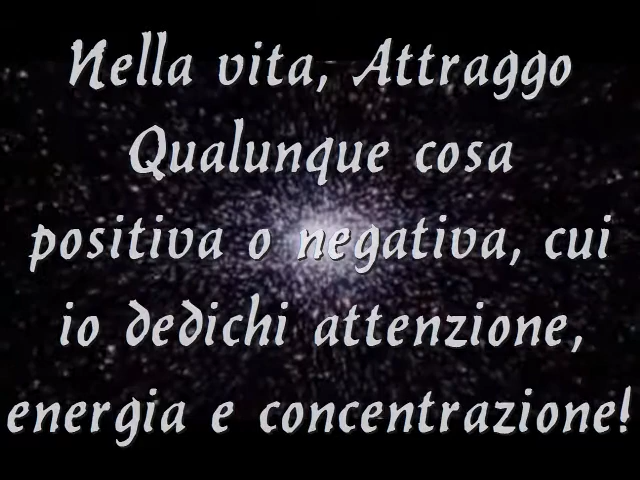 Nella vita, Attraggo
Qualunque cosa
positiva o negativa, cui
io dedichi attenzione,
energia e concentrazione!